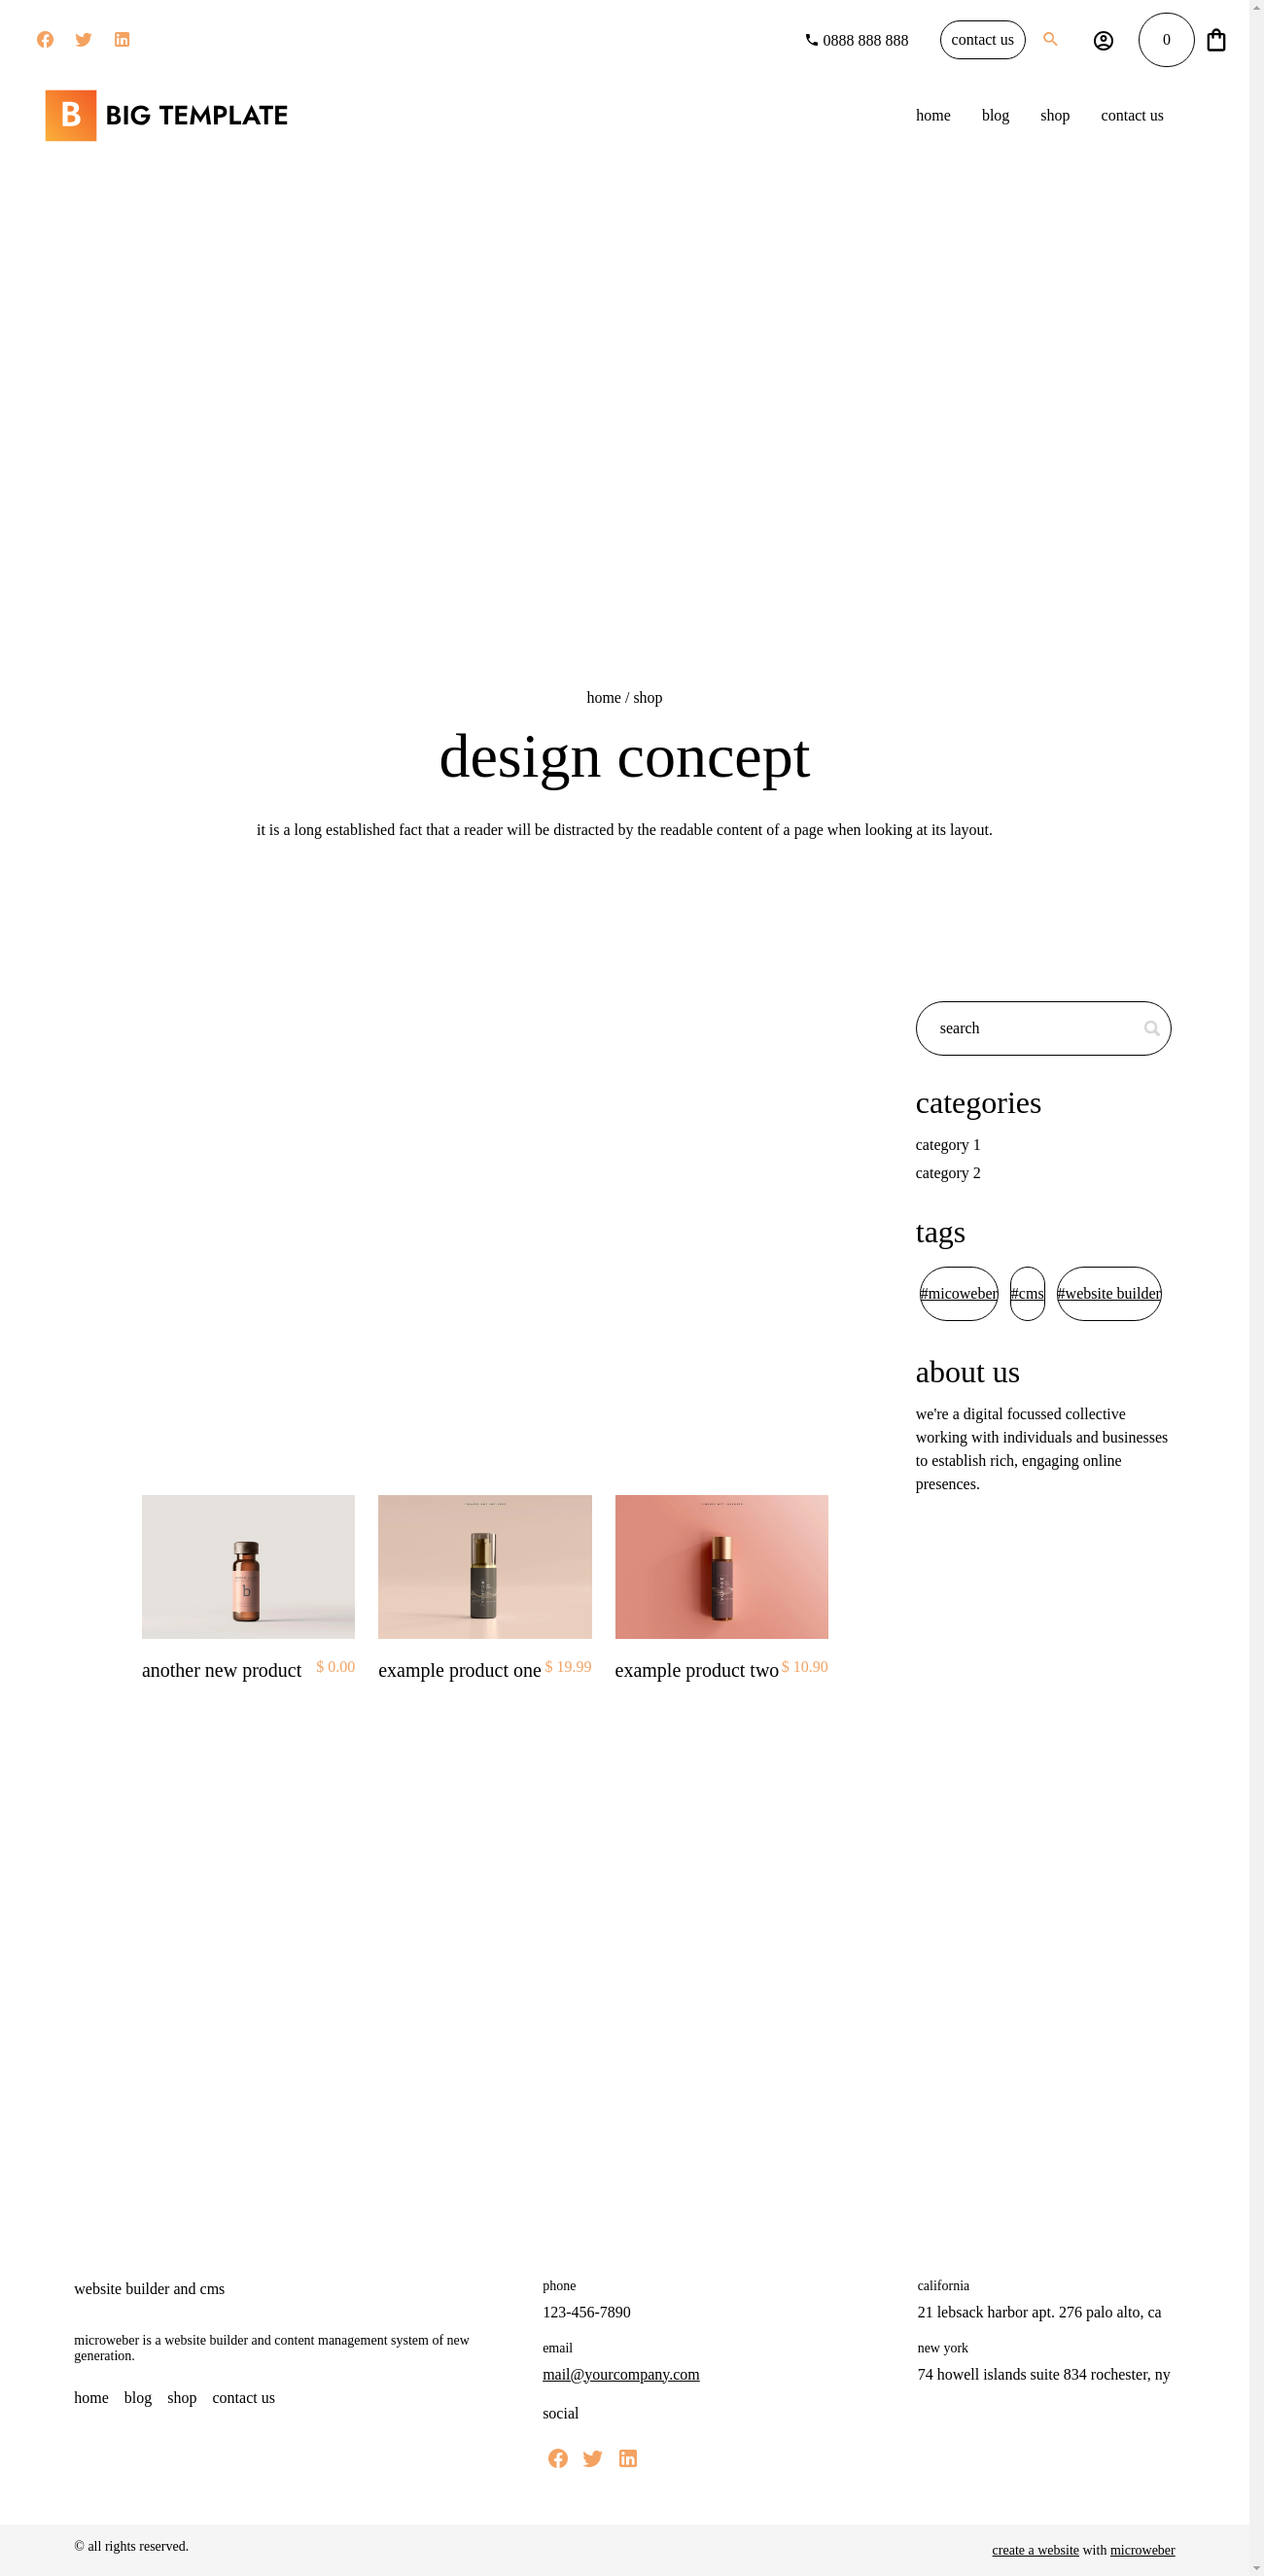 0888 888 888
contact us
0
B BIG TEMPLATE
home blog shop contact us
home / shop
design concept
it is a long established fact that a reader will be distracted by the readable content of a page when looking at its layout.
search
categories
category 1
category 2
tags
#micoweber #cms #website builder
about us
we're a digital focussed collective
working with individuals and businesses
to establish rich, engaging online
presences.
b
another new product $ 0.00
example product one $ 19.99
example product two $ 10.90
website builder and cms
microweber is a website builder and content management system of new
generation.
home blog shop contact us
phone
123-456-7890
email
mail@yourcompany.com
social
california
21 lebsack harbor apt. 276 palo alto, ca
new york
74 howell islands suite 834 rochester, ny
© all rights reserved.
create a website with microweber